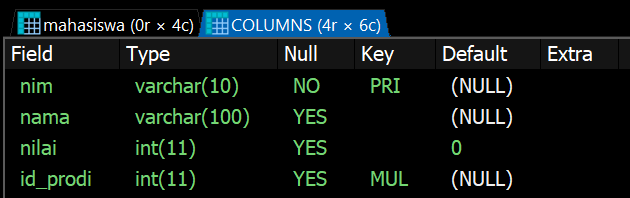 mahasiswa (0r × 4c) COLUMNS (4r × 6c)
Field Type Null Key Default Extra
nim varchar(10) NO PRI (NULL)
nama varchar(100) YES (NULL)
nilai int(11) YES 0
id_prodi int(11) YES MUL (NULL)